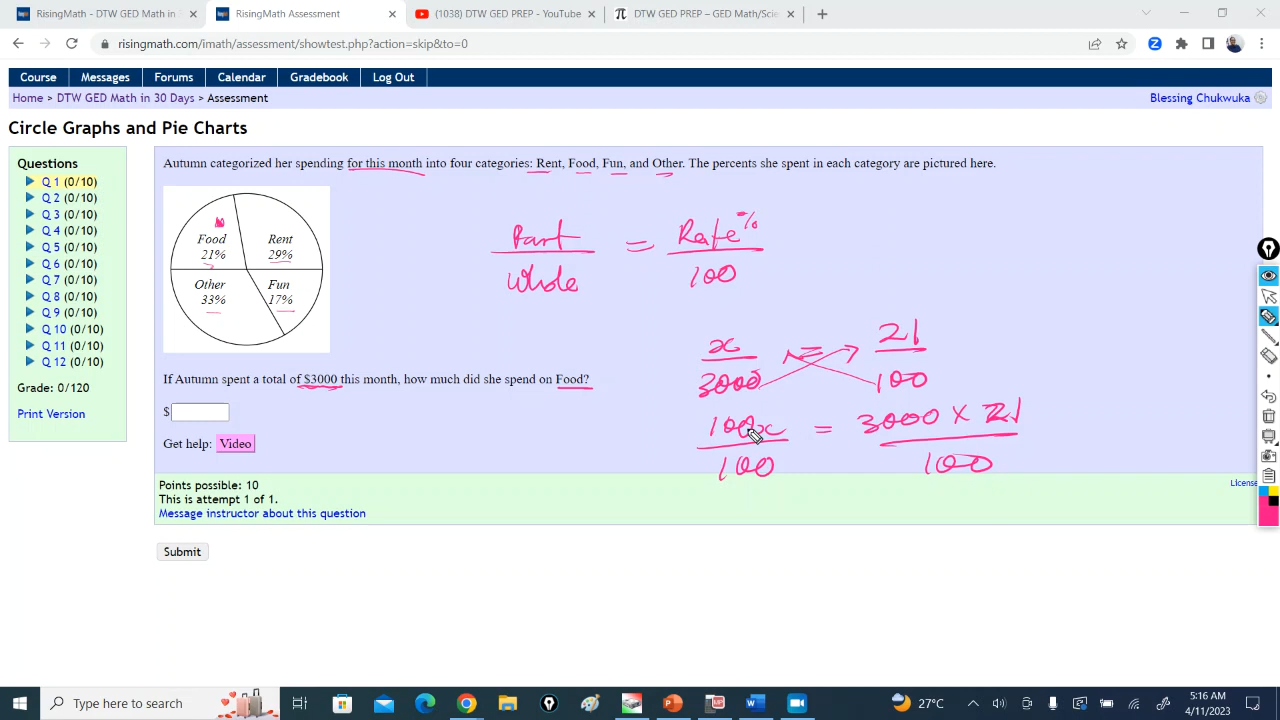 RisingMath - DTW GED Math in
RisingMath Assessment
(1038) DTW GED PREP - YouTube
DTW GED PREP – GED Math/Scie
risingmath.com/imath/assessment/showtest.php?action=skip&to=0
Course Messages Forums Calendar Gradebook Log Out
Home > DTW GED Math in 30 Days > Assessment
Blessing Chukwuka
Circle Graphs and Pie Charts
Questions
Q 1 (0/10)
Q 2 (0/10)
Q 3 (0/10)
Q 4 (0/10)
Q 5 (0/10)
Q 6 (0/10)
Q 7 (0/10)
Q 8 (0/10)
Q 9 (0/10)
Q 10 (0/10)
Q 11 (0/10)
Q 12 (0/10)
Grade: 0/120
Print Version
Autumn categorized her spending for this month into four categories: Rent, Food, Fun, and Other. The percents she spent in each category are pictured here.
Food
21%
Rent
29%
Other
33%
Fun
17%
Part = Rate%
Whole 100
x = 21
3000 100
100x = 3000 × 21
100 100
If Autumn spent a total of $3000 this month, how much did she spend on Food?
$
Get help: Video
Points possible: 10
This is attempt 1 of 1.
Message instructor about this question
License
Submit
Type here to search
27°C
5:16 AM
4/11/2023